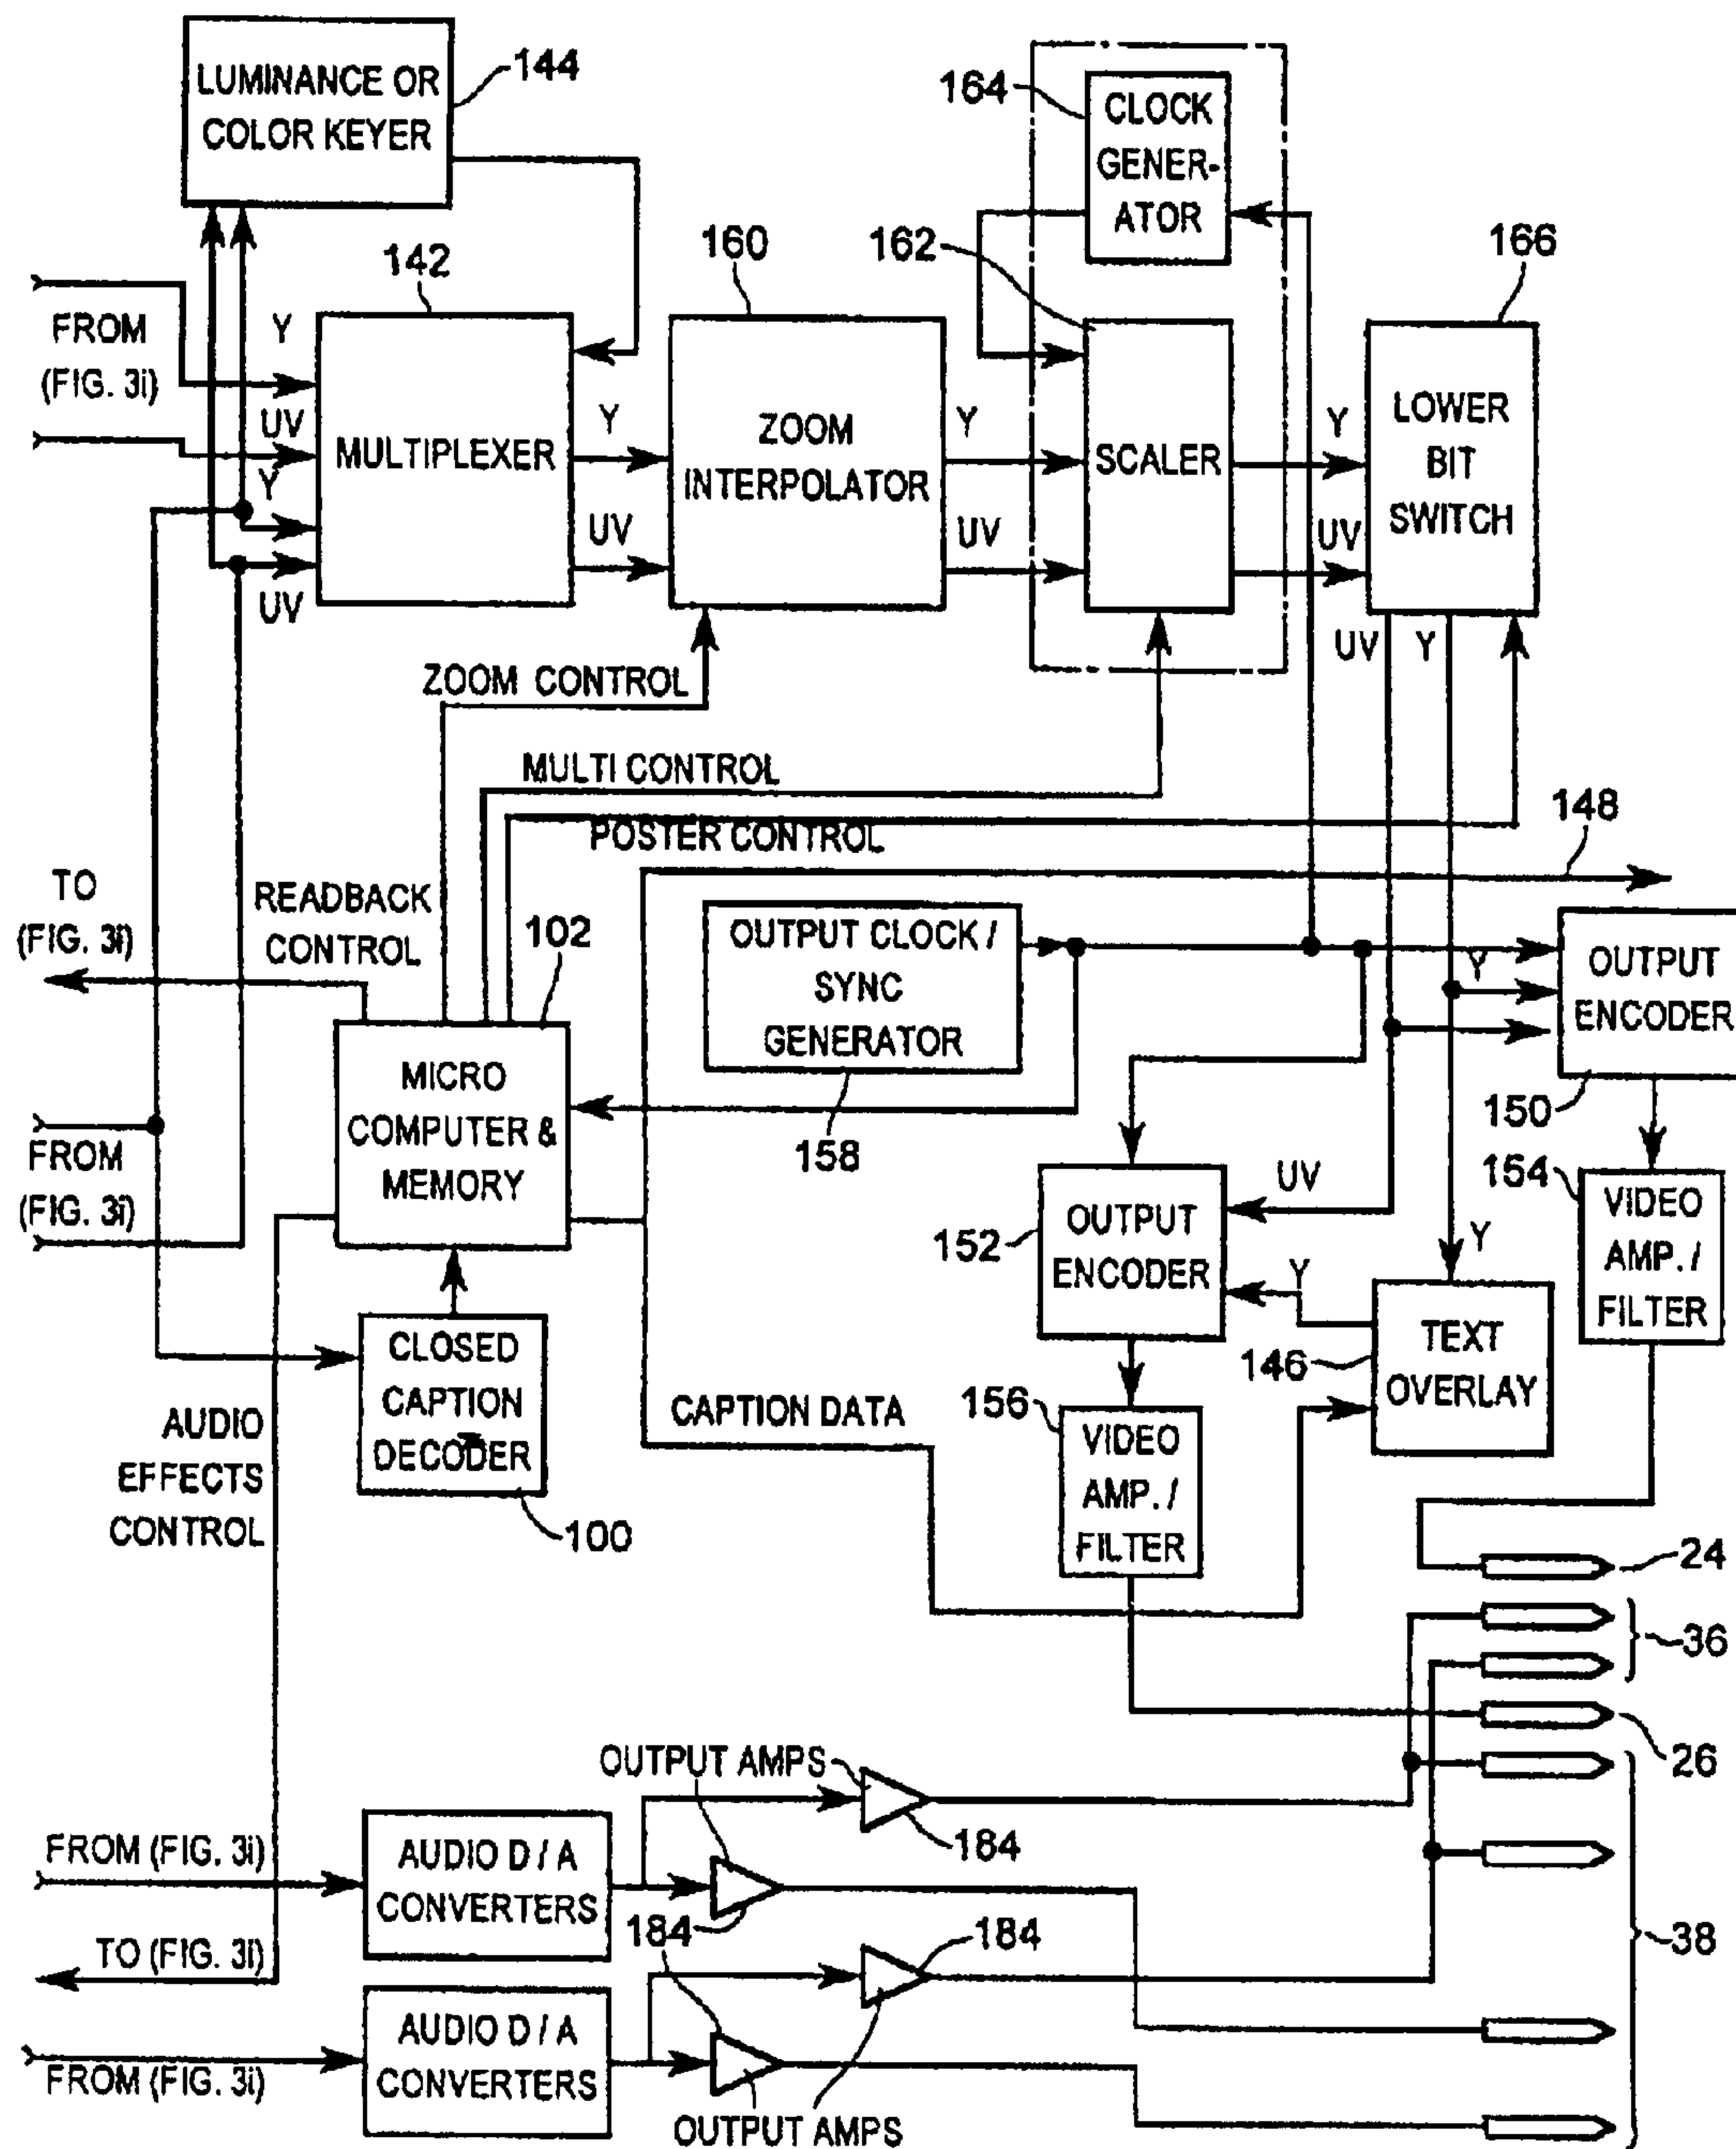 LUMINANCE OR
COLOR KEYER
144
164
CLOCK
GENER-
ATOR
142
160
162
166
FROM
(FIG. 3i)
Y
UV
Y
UV
MULTIPLEXER
Y
UV
ZOOM
INTERPOLATOR
Y
UV
SCALER
Y
UV
LOWER
BIT
SWITCH
UV
Y
ZOOM CONTROL
MULTI CONTROL
POSTER CONTROL
148
TO
(FIG. 3i)
READBACK
CONTROL
102
OUTPUT CLOCK /
SYNC
GENERATOR
158
Y
OUTPUT
ENCODER
150
MICRO
COMPUTER &
MEMORY
FROM
(FIG. 3i)
UV
152
OUTPUT
ENCODER
Y
Y
154
VIDEO
AMP. /
FILTER
146
TEXT
OVERLAY
CLOSED
CAPTION
DECODER
100
AUDIO
EFFECTS
CONTROL
CAPTION DATA
156
VIDEO
AMP. /
FILTER
24
36
26
38
OUTPUT AMPS
184
FROM (FIG. 3i)
AUDIO D / A
CONVERTERS
184
184
TO (FIG. 3i)
AUDIO D / A
CONVERTERS
FROM (FIG. 3i)
OUTPUT AMPS